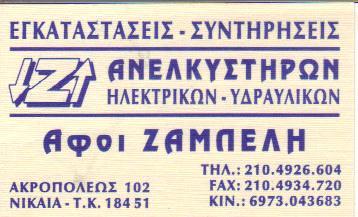 ΕΓΚΑΤΑΣΤΑΣΕΙΣ - ΣΥΝΤΗΡΗΣΕΙΣ
ΑΝΕΛΚΥΣΤΗΡΩΝ
ΗΛΕΚΤΡΙΚΩΝ - ΥΔΡΑΥΛΙΚΩΝ
Αφοι ΖΑΜΠΕΛΗ
ΤΗΛ.: 210.4926.604
ΑΚΡΟΠΟΛΕΩΣ 102
FAX: 210.4934.720
ΝΙΚΑΙΑ - Τ.Κ. 184 51
ΚΙΝ.: 6973.043683